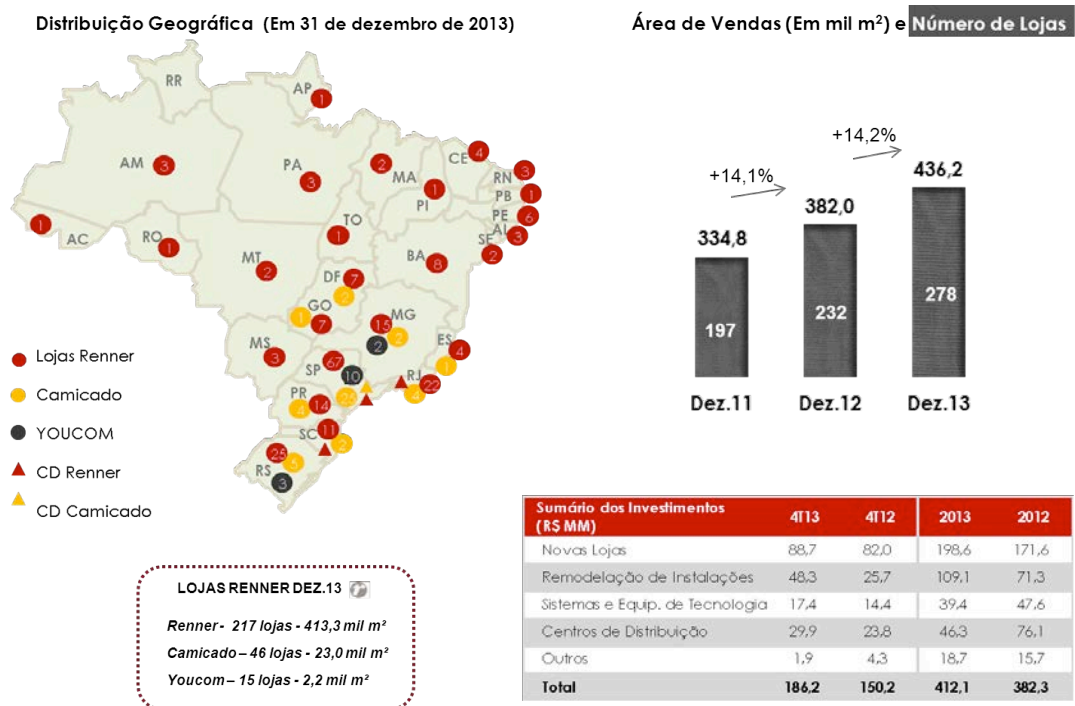 Distribuição Geográfica (Em 31 de dezembro de 2013)
RR
AP
1
AM
3
PA
3
2
MA
CE
4
1
PI
RN
3
PB
1
PE
6
AL
3
SE
2
1
AC
RO
1
TO
1
MT
2
BA
8
DF
7
2
GO
1
7
MG
15
2
2
ES
4
1
MS
3
SP
67
10
RJ
22
4
PR
4
14
SC
11
2
RS
25
3
Lojas Renner
Camicado
YOUCOM
CD Renner
CD Camicado
LOJAS RENNER DEZ.13
Renner - 217 lojas - 413,3 mil m²
Camicado – 46 lojas - 23,0 mil m²
Youcom – 15 lojas - 2,2 mil m²
Área de Vendas (Em mil m²) e Número de Lojas
+14,1%
+14,2%
334,8
382,0
436,2
197
232
278
Dez.11 Dez.12 Dez.13
Sumário dos Investimentos (R$ MM) 4T13 4T12 2013 2012
Novas Lojas 88,7 82,0 198,6 171,6
Remodelação de Instalações 48,3 25,7 109,1 71,3
Sistemas e Equip. de Tecnologia 17,4 14,4 39,4 47,6
Centros de Distribuição 29,9 23,8 46,3 76,1
Outros 1,9 4,3 18,7 15,7
Total 186,2 150,2 412,1 382,3